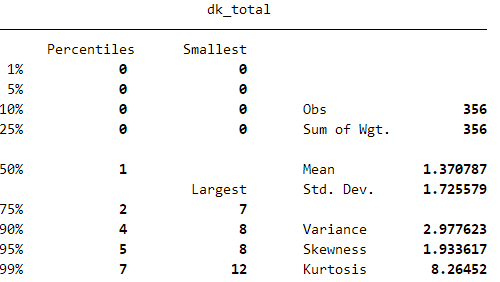 dk_total
Percentiles Smallest
1% 0 0
5% 0 0
10% 0 0 Obs 356
25% 0 0 Sum of Wgt. 356
50% 1 Mean 1.370787
Largest Std. Dev. 1.725579
75% 2 7
90% 4 8 Variance 2.977623
95% 5 8 Skewness 1.933617
99% 7 12 Kurtosis 8.26452